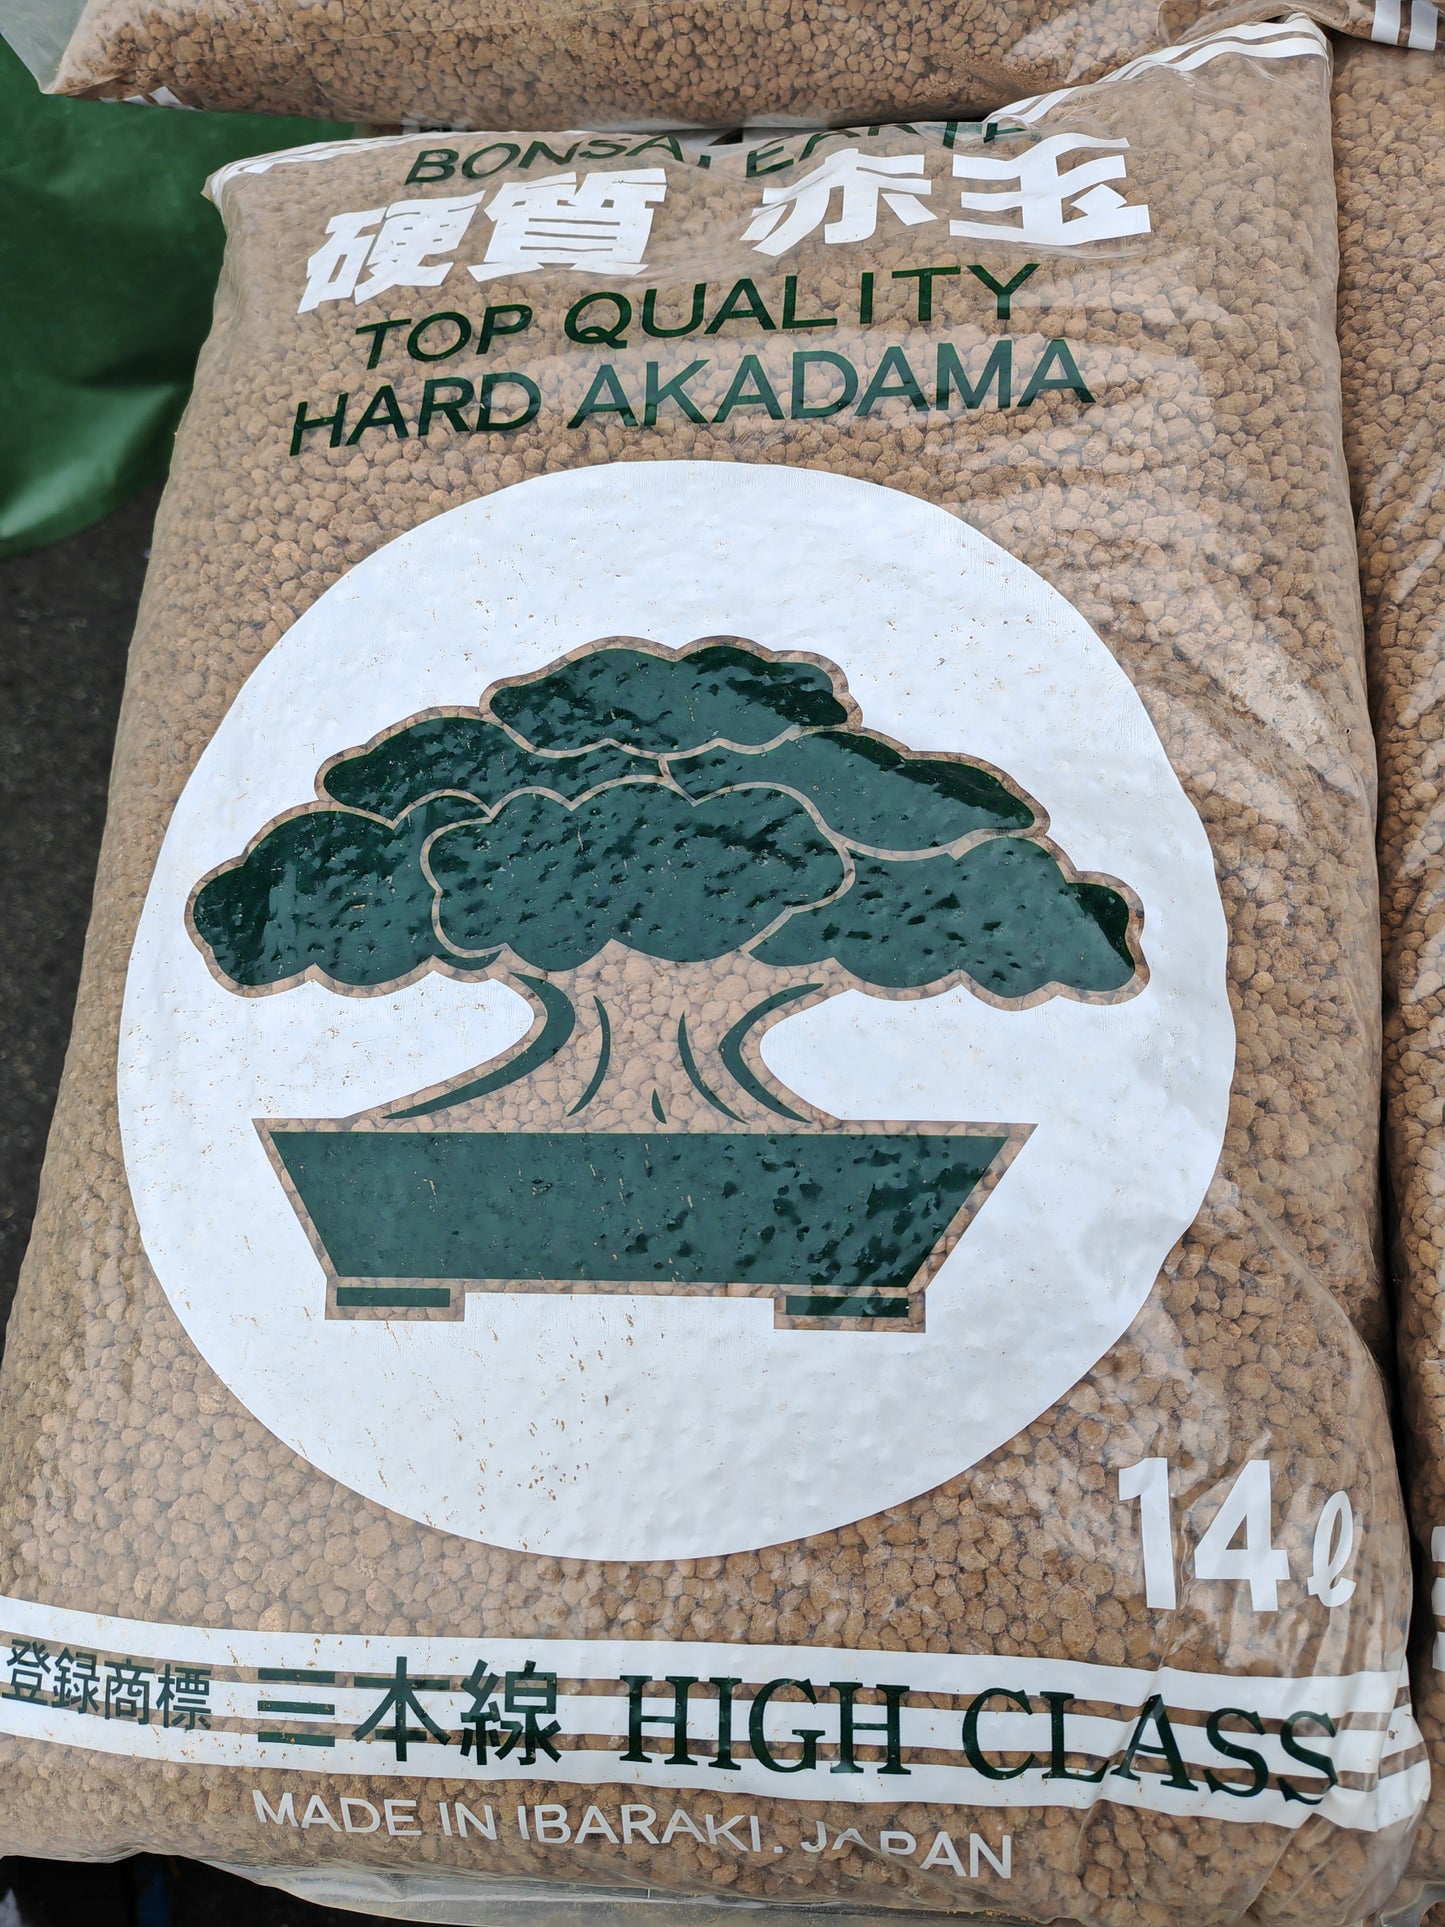 BONSAI EARTH
硬質 赤玉
TOP QUALITY
HARD AKADAMA
14ℓ
登録商標 三本線 HIGH CLASS
MADE IN IBARAKI. JAPAN